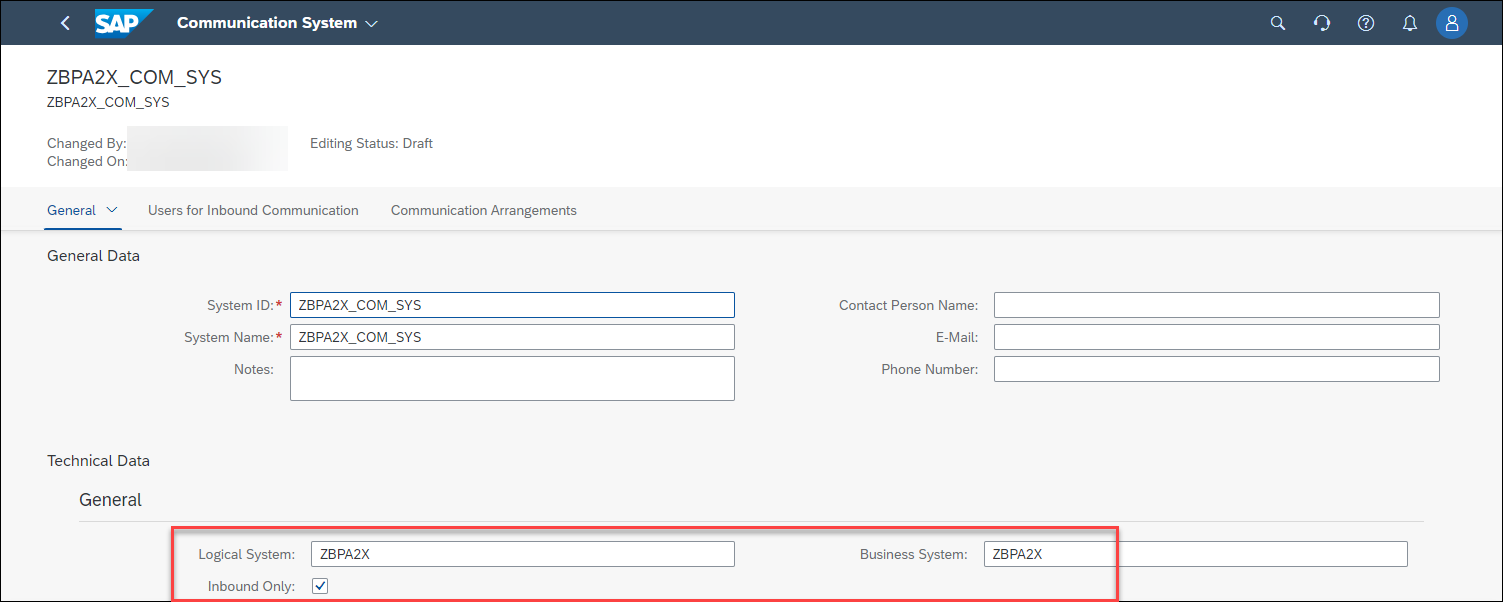 SAP Communication System
ZBPA2X_COM_SYS
ZBPA2X_COM_SYS
Changed By: Editing Status: Draft
Changed On:
General Users for Inbound Communication Communication Arrangements
General Data
System ID:* ZBPA2X_COM_SYS Contact Person Name:
System Name:* ZBPA2X_COM_SYS E-Mail:
Notes: Phone Number:
Technical Data
General
Logical System: ZBPA2X Business System: ZBPA2X
Inbound Only: